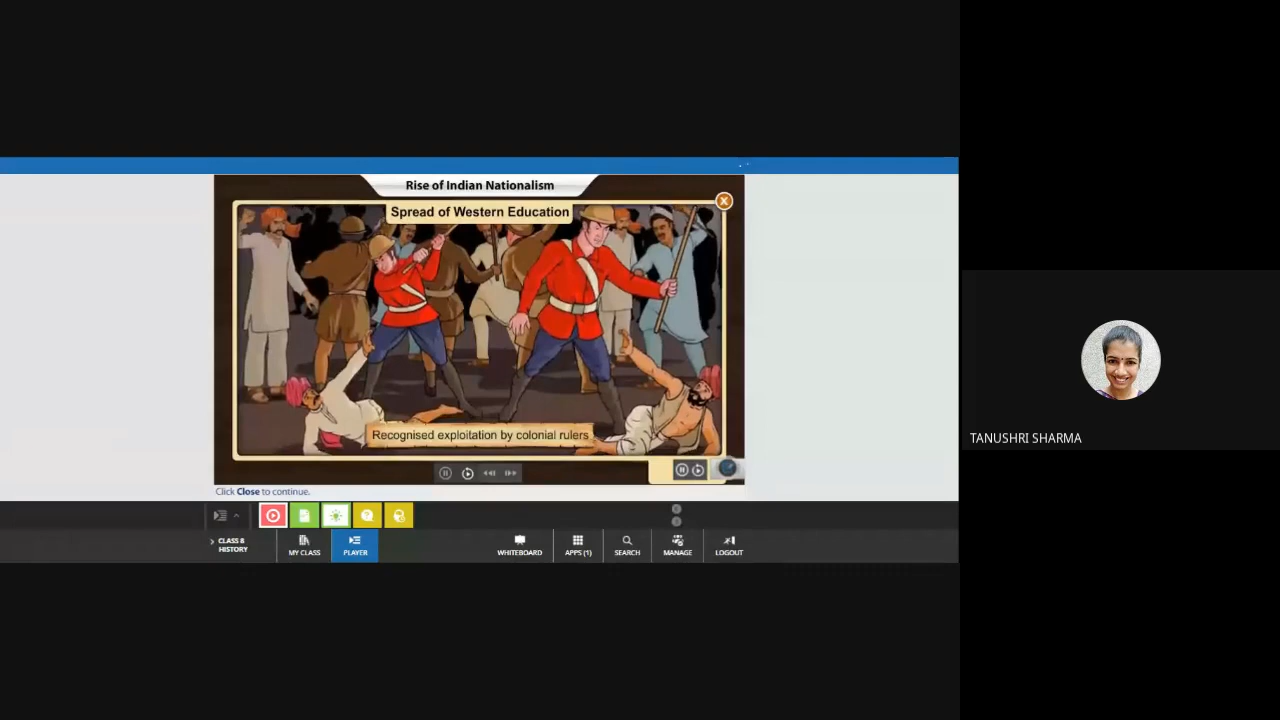 Rise of Indian Nationalism
Spread of Western Education
Recognised exploitation by colonial rulers
Click Close to continue.
CLASS 8
HISTORY
MY CLASS
PLAYER
WHITEBOARD
APPS (1)
SEARCH
MANAGE
LOGOUT
TANUSHRI SHARMA